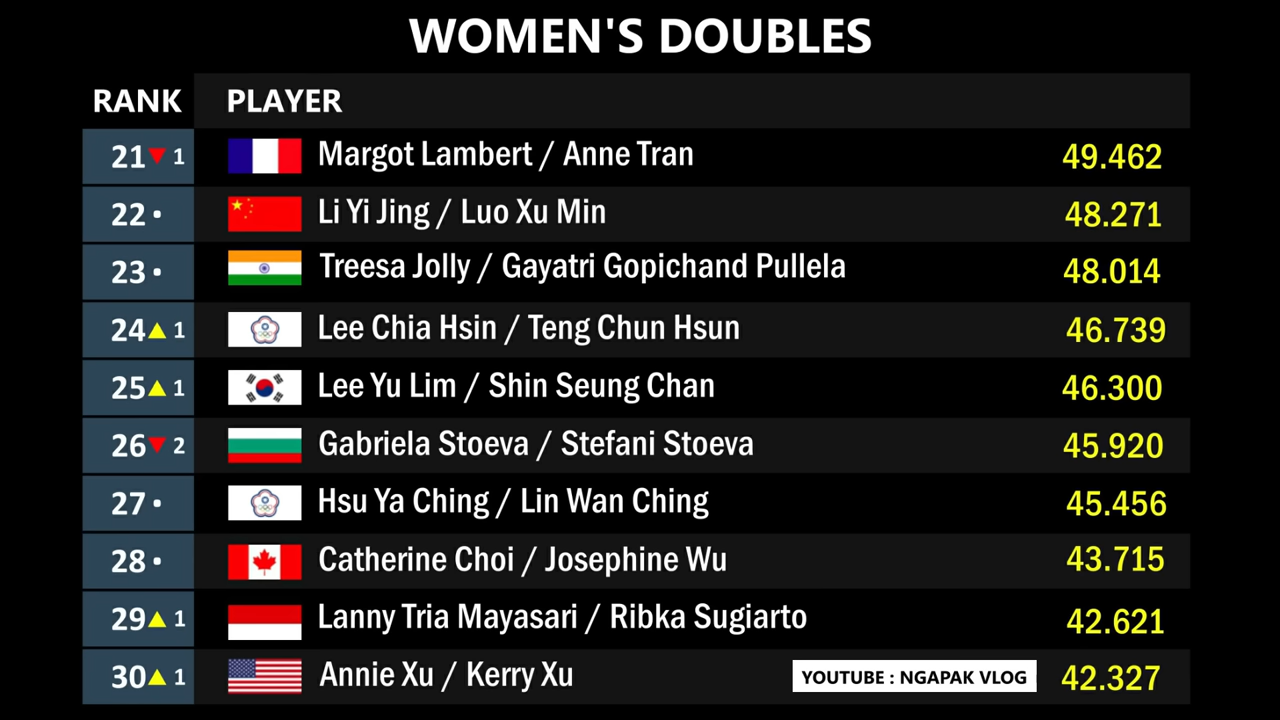 WOMEN'S DOUBLES
RANK PLAYER
21 ▼ 1 Margot Lambert / Anne Tran 49.462
22 • Li Yi Jing / Luo Xu Min 48.271
23 • Treesa Jolly / Gayatri Gopichand Pullela 48.014
24 ▲ 1 Lee Chia Hsin / Teng Chun Hsun 46.739
25 ▲ 1 Lee Yu Lim / Shin Seung Chan 46.300
26 ▼ 2 Gabriela Stoeva / Stefani Stoeva 45.920
27 • Hsu Ya Ching / Lin Wan Ching 45.456
28 • Catherine Choi / Josephine Wu 43.715
29 ▲ 1 Lanny Tria Mayasari / Ribka Sugiarto 42.621
30 ▲ 1 Annie Xu / Kerry Xu YOUTUBE : NGAPAK VLOG 42.327